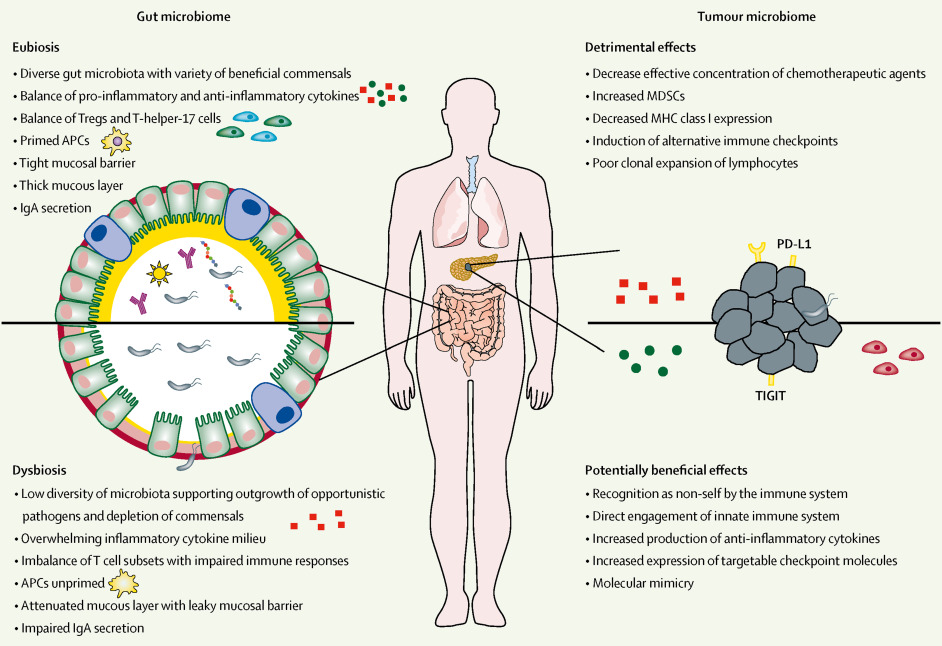 Gut microbiome
Eubiosis
• Diverse gut microbiota with variety of beneficial commensals
• Balance of pro-inflammatory and anti-inflammatory cytokines
• Balance of Tregs and T-helper-17 cells
• Primed APCs
• Tight mucosal barrier
• Thick mucous layer
• IgA secretion
Dysbiosis
• Low diversity of microbiota supporting outgrowth of opportunistic
pathogens and depletion of commensals
• Overwhelming inflammatory cytokine milieu
• Imbalance of T cell subsets with impaired immune responses
• APCs unprimed
• Attenuated mucous layer with leaky mucosal barrier
• Impaired IgA secretion
Tumour microbiome
Detrimental effects
• Decrease effective concentration of chemotherapeutic agents
• Increased MDSCs
• Decreased MHC class I expression
• Induction of alternative immune checkpoints
• Poor clonal expansion of lymphocytes
PD-L1
TIGIT
Potentially beneficial effects
• Recognition as non-self by the immune system
• Direct engagement of innate immune system
• Increased production of anti-inflammatory cytokines
• Increased expression of targetable checkpoint molecules
• Molecular mimicry